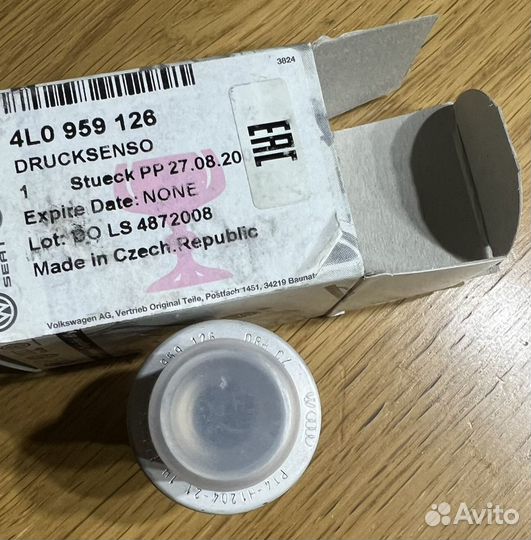 3824
4L0 959 126
DRUCKSENSO
1 Stueck PP 27.08.20
Expire Date: NONE
Lot: DO LS 4872008
Made in Czech Republic
EAC
SEAT
Volkswagen AG, Vertrieb Original Teile, Postfach 1451, 34219 Baunat
959 126
Avito